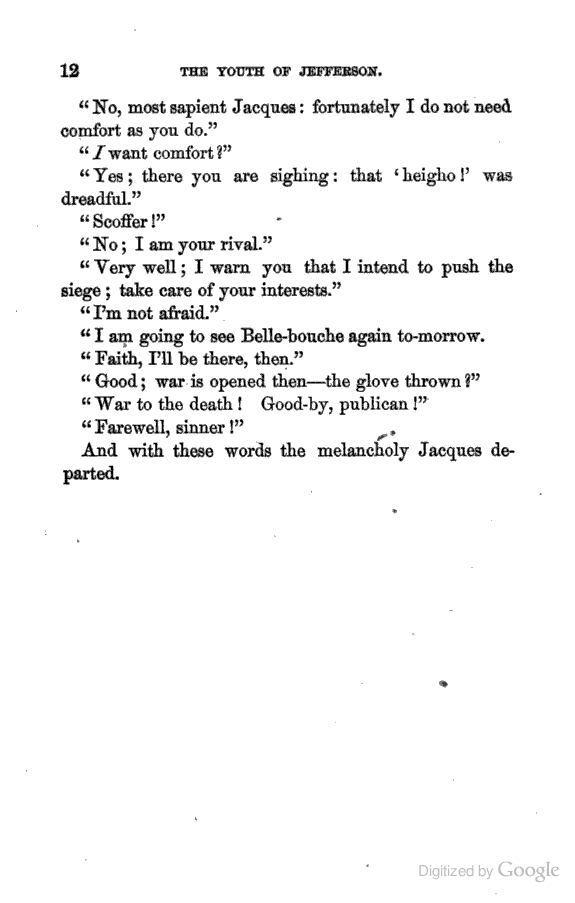 12 THE YOUTH OF JEFFERSON.
“No, most sapient Jacques: fortunately I do not need
comfort as you do.”
“I want comfort?”
“Yes; there you are sighing: that ‘heigho!’ was
dreadful.”
“Scoffer!”
“No; I am your rival.”
“Very well; I warn you that I intend to push the
siege; take care of your interests.”
“I’m not afraid.”
“I am going to see Belle-bouche again to-morrow.
“Faith, I’ll be there, then.”
“Good; war is opened then—the glove thrown?”
“War to the death! Good-by, publican!”
“Farewell, sinner!”
And with these words the melancholy Jacques de-
parted.
Digitized by Google